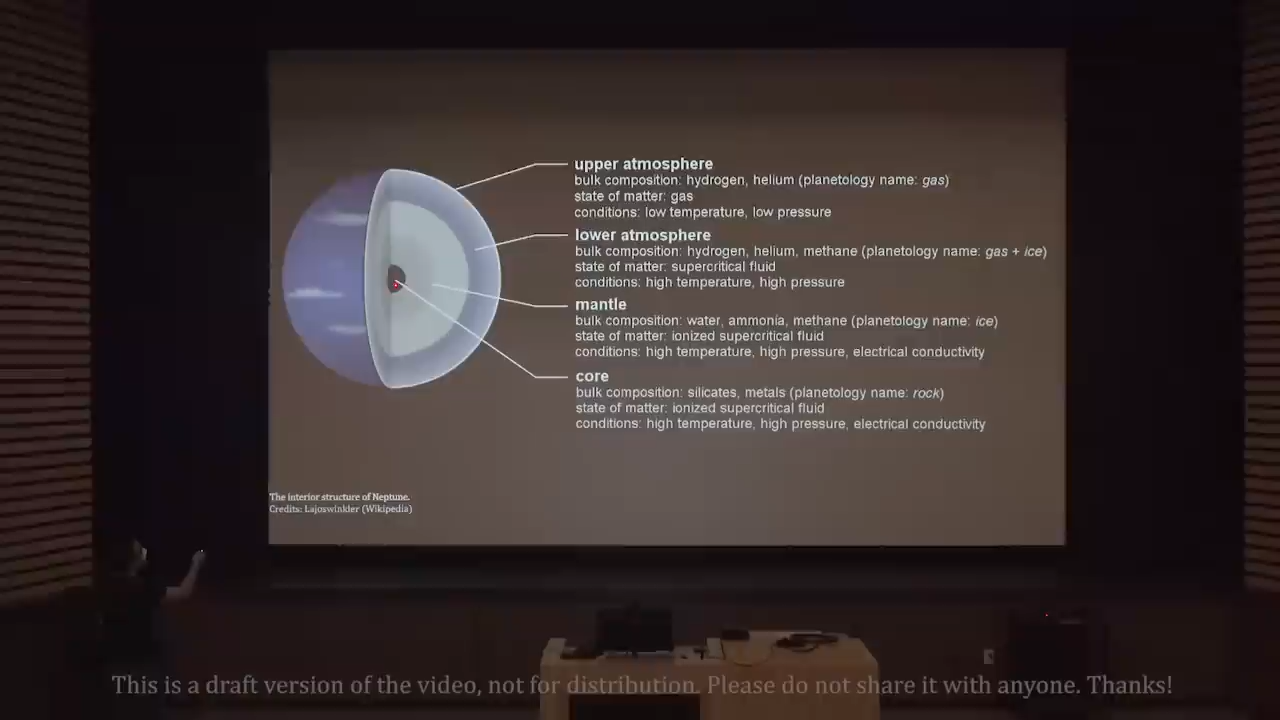 upper atmosphere
bulk composition: hydrogen, helium (planetology name: gas)
state of matter: gas
conditions: low temperature, low pressure
lower atmosphere
bulk composition: hydrogen, helium, methane (planetology name: gas + ice)
state of matter: supercritical fluid
conditions: high temperature, high pressure
mantle
bulk composition: water, ammonia, methane (planetology name: ice)
state of matter: ionized supercritical fluid
conditions: high temperature, high pressure, electrical conductivity
core
bulk composition: silicates, metals (planetology name: rock)
state of matter: ionized supercritical fluid
conditions: high temperature, high pressure, electrical conductivity
The interior structure of Neptune.
Credits: Lajoswinkler (Wikipedia)
This is a draft version of the video, not for distribution. Please do not share it with anyone. Thanks!